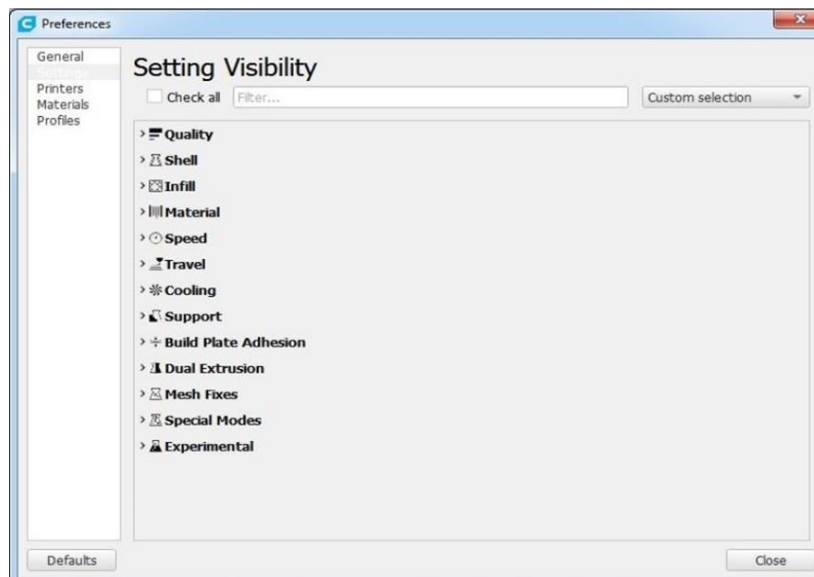 Preferences
General
Settings
Printers
Materials
Profiles
Setting Visibility
Check all
Filter...
Custom selection
Quality
Shell
Infill
Material
Speed
Travel
Cooling
Support
Build Plate Adhesion
Dual Extrusion
Mesh Fixes
Special Modes
Experimental
Defaults
Close